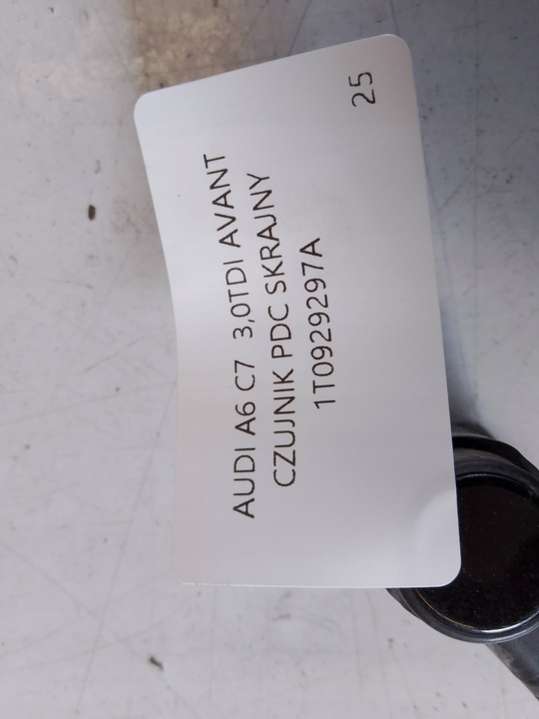 AUDI A6 C7 3,0TDI AVANT
CZUJNIK PDC SKRAJNY
1T0929297A
25